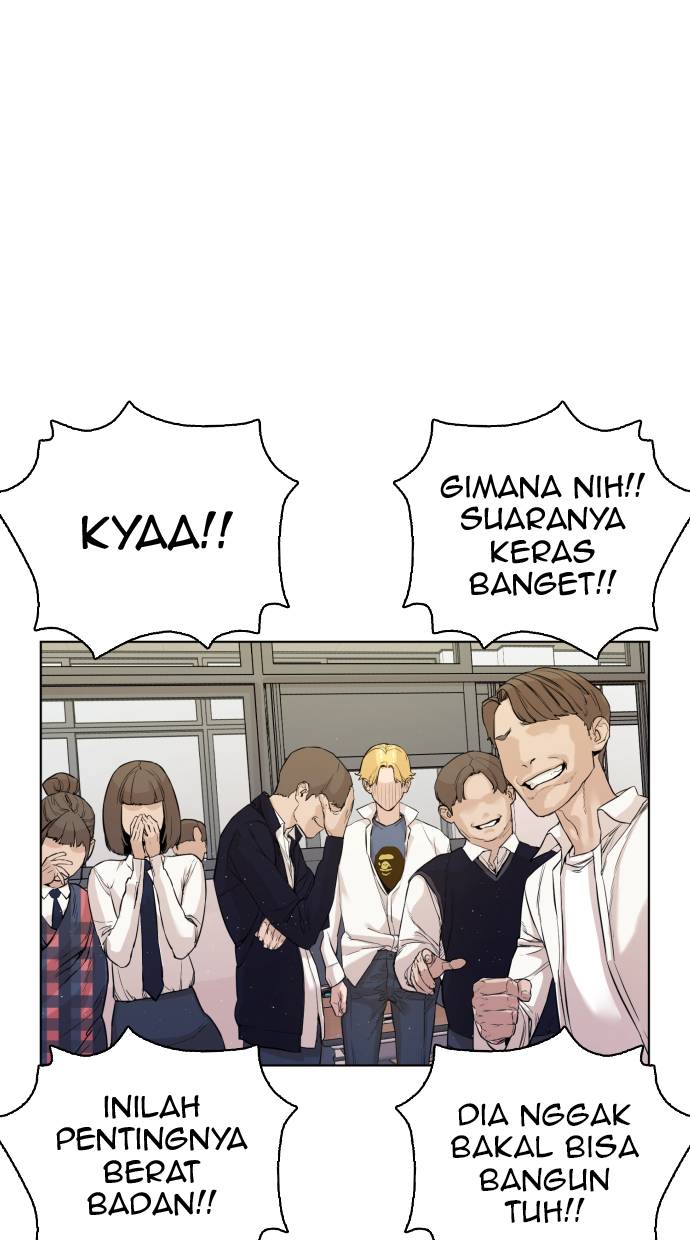 KYAA!!
GIMANA NIH!!
SUARANYA
KERAS
BANGET!!
INILAH
PENTINGNYA
BERAT
BADAN!!
DIA NGGAK
BAKAL BISA
BANGUN
TUH!!